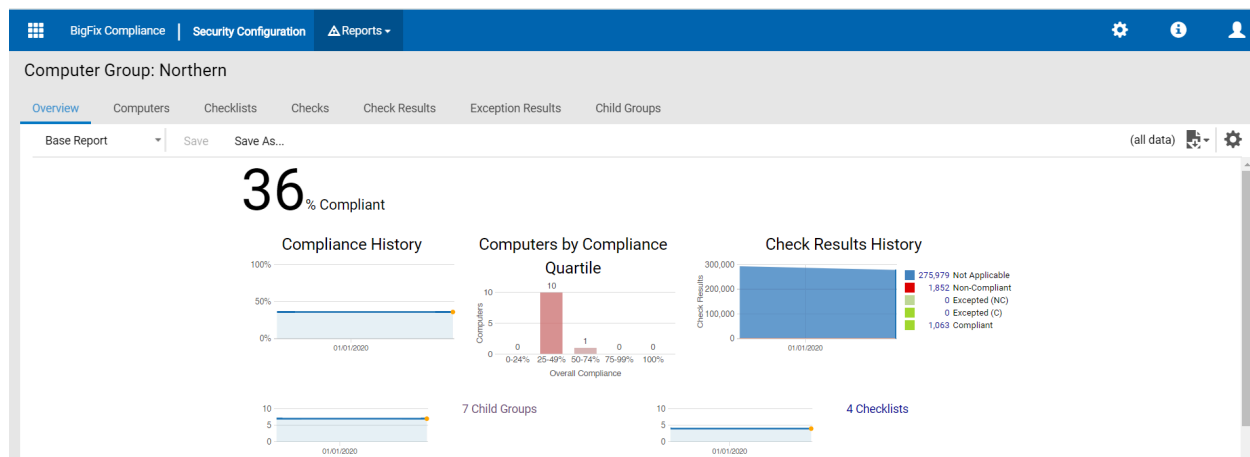 BigFix Compliance | Security Configuration Reports
Computer Group: Northern
Overview Computers Checklists Checks Check Results Exception Results Child Groups
Base Report Save Save As... (all data)
36% Compliant
Compliance History
100%
50%
0%
01/01/2020
Computers by Compliance
Quartile
Computers
10
5
0
0 10 1 0 0
0-24% 25-49% 50-74% 75-99% 100%
Overall Compliance
Check Results History
Check Results
300,000
200,000
100,000
0
01/01/2020
275,979 Not Applicable
1,852 Non-Compliant
0 Excepted (NC)
0 Excepted (C)
1,063 Compliant
10
5
0
01/01/2020
7 Child Groups
10
5
0
01/01/2020
4 Checklists